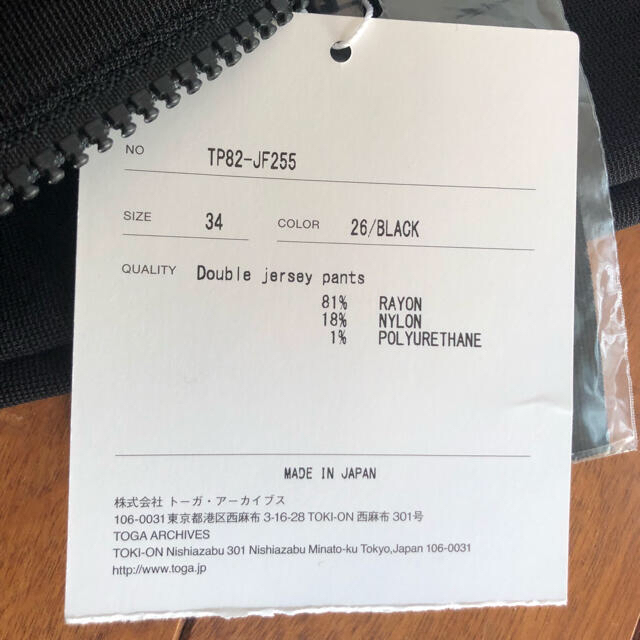 NO TP82-JF255
SIZE 34 COLOR 26/BLACK
QUALITY Double jersey pants
81% RAYON
18% NYLON
1% POLYURETHANE
MADE IN JAPAN
株式会社 トーガ・アーカイブス
106-0031 東京都港区西麻布 3-16-28 TOKI-ON 西麻布 301号
TOGA ARCHIVES
TOKI-ON Nishiazabu 301 Nishiazabu Minato-ku Tokyo,Japan 106-0031
http://www.toga.jp